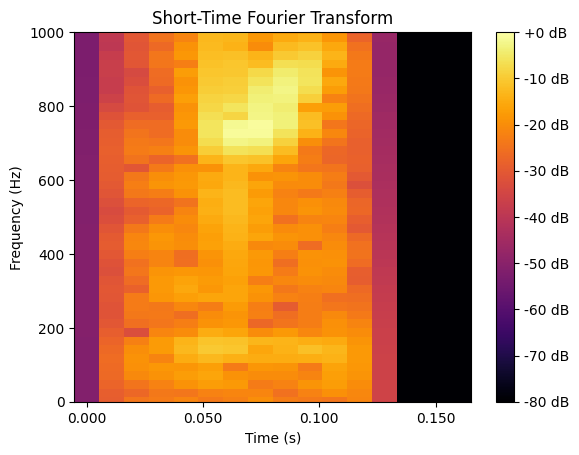 Short-Time Fourier Transform
1000
800
600
400
200
0
Frequency (Hz)
0.000
0.050
0.100
0.150
Time (s)
+0 dB
-10 dB
-20 dB
-30 dB
-40 dB
-50 dB
-60 dB
-70 dB
-80 dB